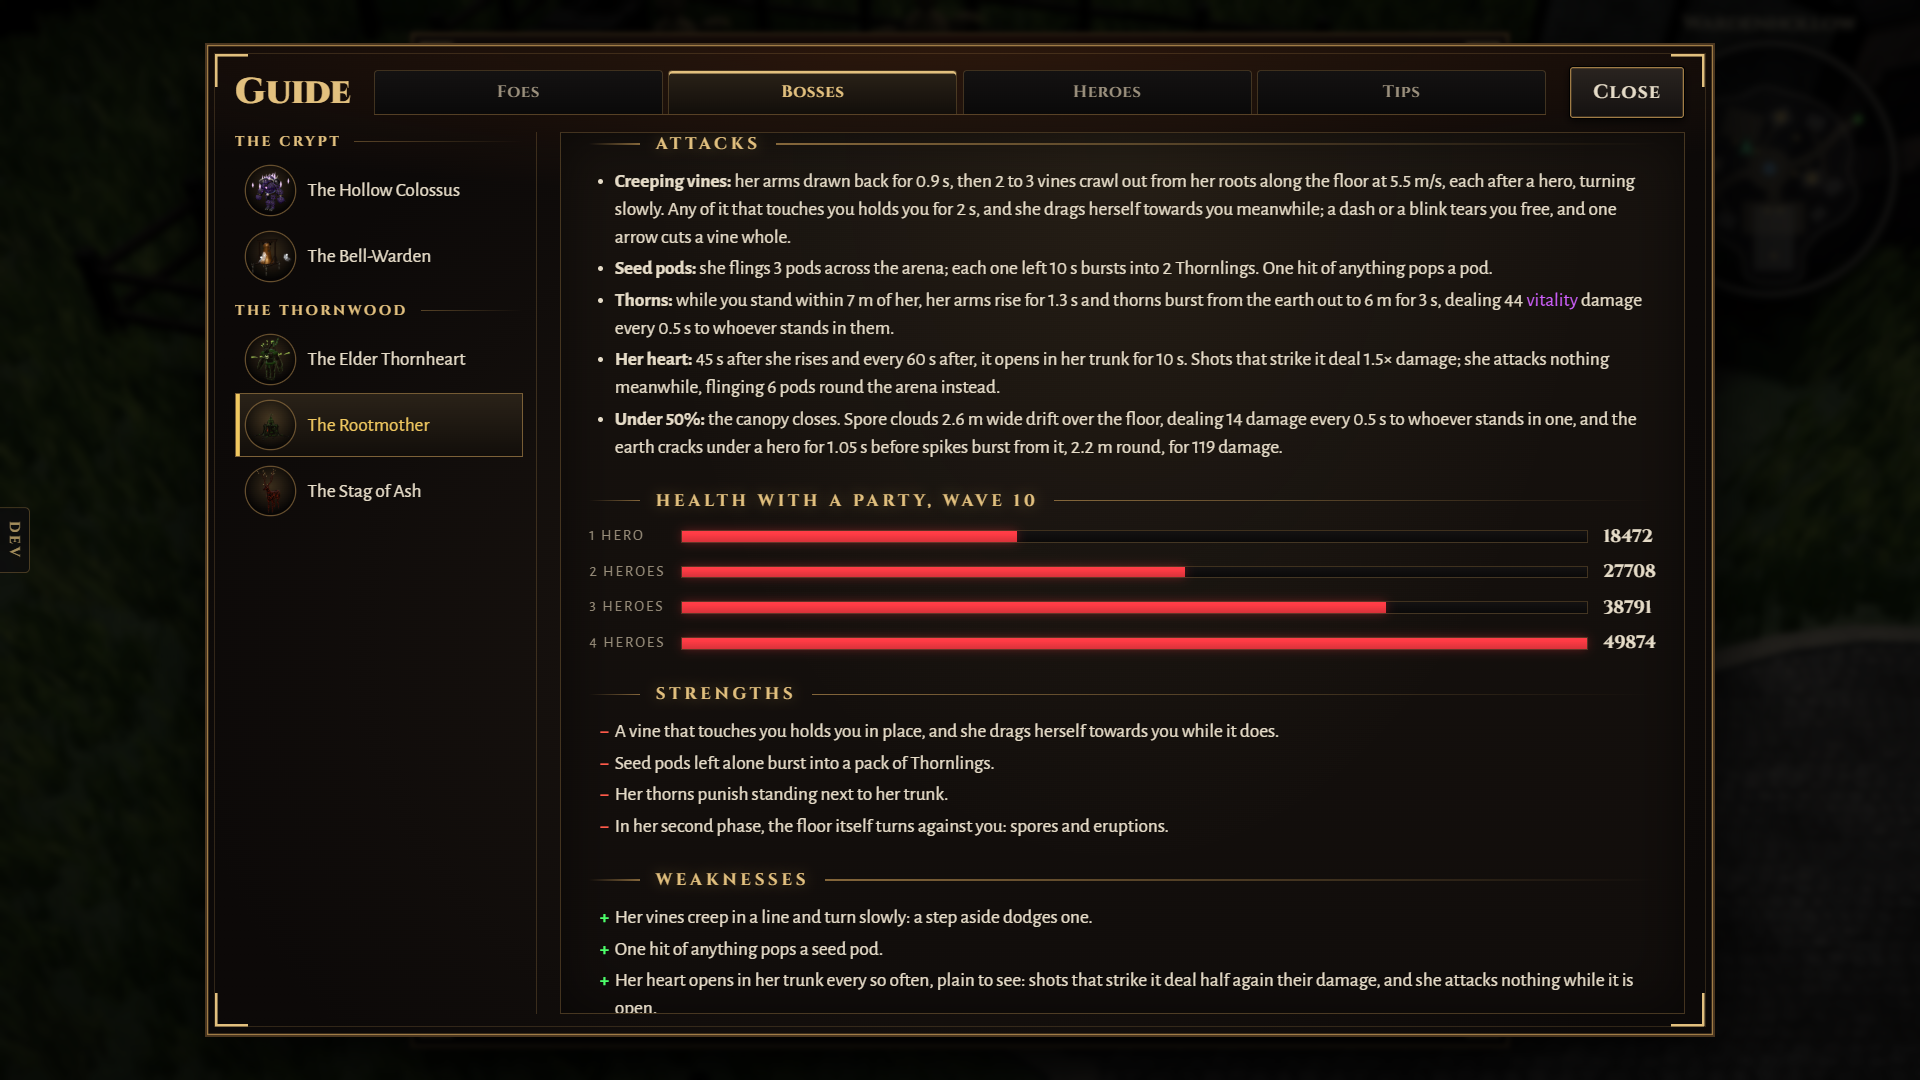 GUIDE
FOES
BOSSES
HEROES
TIPS
CLOSE
THE CRYPT
The Hollow Colossus
The Bell-Warden
THE THORNWOOD
The Elder Thornheart
The Rootmother
The Stag of Ash
DEV
ATTACKS
• Creeping vines: her arms drawn back for 0.9 s, then 2 to 3 vines crawl out from her roots along the floor at 5.5 m/s, each after a hero, turning
slowly. Any of it that touches you holds you for 2 s, and she drags herself towards you meanwhile; a dash or a blink tears you free, and one
arrow cuts a vine whole.
• Seed pods: she flings 3 pods across the arena; each one left 10 s bursts into 2 Thornlings. One hit of anything pops a pod.
• Thorns: while you stand within 7 m of her, her arms rise for 1.3 s and thorns burst from the earth out to 6 m for 3 s, dealing 44 vitality damage
every 0.5 s to whoever stands in them.
• Her heart: 45 s after she rises and every 60 s after, it opens in her trunk for 10 s. Shots that strike it deal 1.5× damage; she attacks nothing
meanwhile, flinging 6 pods round the arena instead.
• Under 50%: the canopy closes. Spore clouds 2.6 m wide drift over the floor, dealing 14 damage every 0.5 s to whoever stands in one, and the
earth cracks under a hero for 1.05 s before spikes burst from it, 2.2 m round, for 119 damage.
HEALTH WITH A PARTY, WAVE 10
1 HERO 18472
2 HEROES 27708
3 HEROES 38791
4 HEROES 49874
STRENGTHS
– A vine that touches you holds you in place, and she drags herself towards you while it does.
– Seed pods left alone burst into a pack of Thornlings.
– Her thorns punish standing next to her trunk.
– In her second phase, the floor itself turns against you: spores and eruptions.
WEAKNESSES
+ Her vines creep in a line and turn slowly: a step aside dodges one.
+ One hit of anything pops a seed pod.
+ Her heart opens in her trunk every so often, plain to see: shots that strike it deal half again their damage, and she attacks nothing while it is
open.